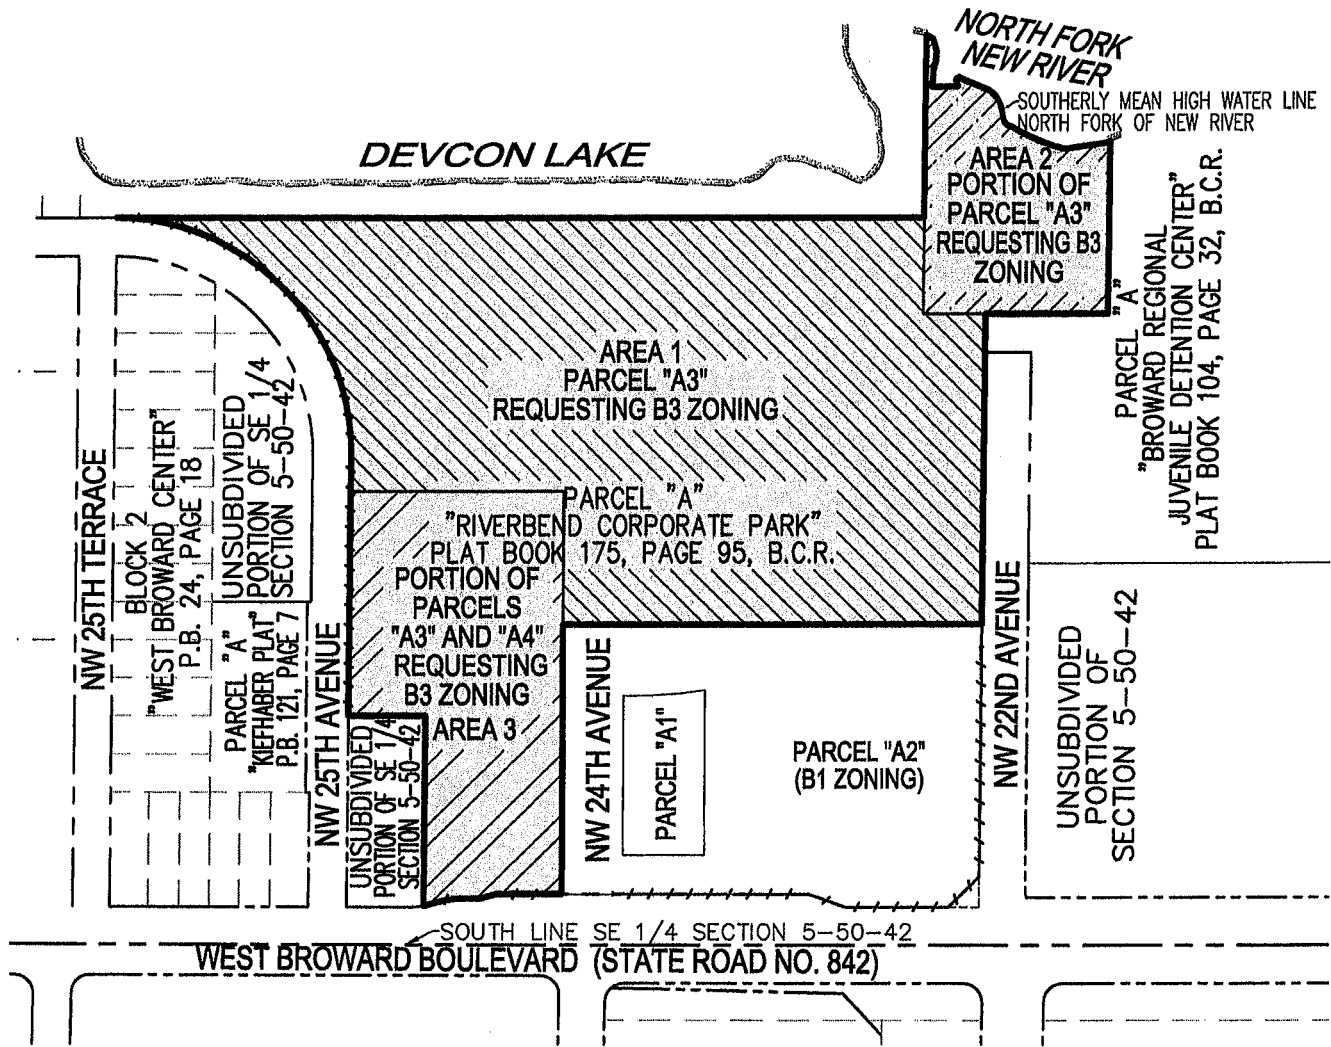 NORTH FORK
NEW RIVER
SOUTHERLY MEAN HIGH WATER LINE
NORTH FORK OF NEW RIVER
DEVCON LAKE
AREA 2
PORTION OF
PARCEL "A3"
REQUESTING B3
ZONING
PARCEL "A"
"BROWARD REGIONAL
JUVENILE DETENTION CENTER"
PLAT BOOK 104, PAGE 32, B.C.R.
AREA 1
PARCEL "A3"
REQUESTING B3 ZONING
PARCEL "A"
"RIVERBEND CORPORATE PARK"
PLAT BOOK 175, PAGE 95, B.C.R.
PORTION OF
PARCELS
"A3" AND "A4"
REQUESTING
B3 ZONING
AREA 3
NW 25TH TERRACE
BLOCK 2
"WEST BROWARD CENTER"
P.B. 24, PAGE 18
UNSUBDIVIDED
PORTION OF SE 1/4
SECTION 5-50-42
PARCEL "A"
"KIEFHABER PLAT"
P.B. 121, PAGE 7
NW 25TH AVENUE
UNSUBDIVIDED
PORTION OF SE 1/4
SECTION 5-50-42
NW 24TH AVENUE
PARCEL "A1"
PARCEL "A2"
(B1 ZONING)
NW 22ND AVENUE
UNSUBDIVIDED
PORTION OF
SECTION 5-50-42
SOUTH LINE SE 1/4 SECTION 5-50-42
WEST BROWARD BOULEVARD (STATE ROAD NO. 842)